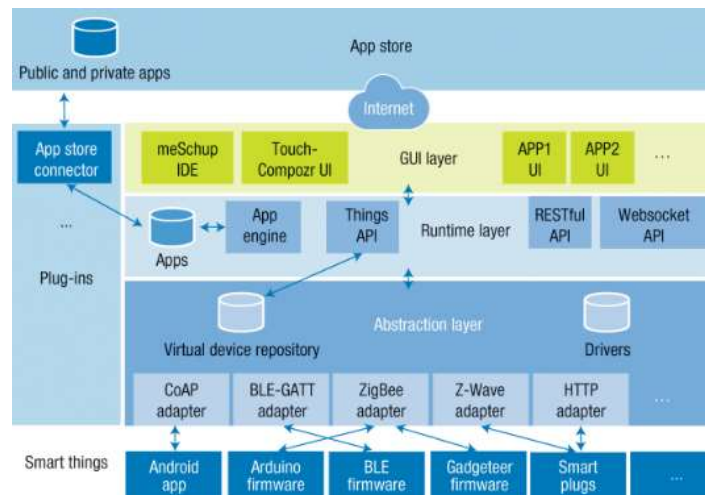 App store
Public and private apps
Internet
App store
connector
...
Plug-ins
meSchup
IDE
Touch-
Compozr UI
GUI layer
APP1
UI
APP2
UI
...
Apps
App
engine
Things
API
Runtime layer
RESTful
API
Websocket
API
Abstraction layer
Virtual device repository
Drivers
CoAP
adapter
BLE-GATT
adapter
ZigBee
adapter
Z-Wave
adapter
HTTP
adapter
...
Smart things
Android
app
Arduino
firmware
BLE
firmware
Gadgeteer
firmware
Smart
plugs
...